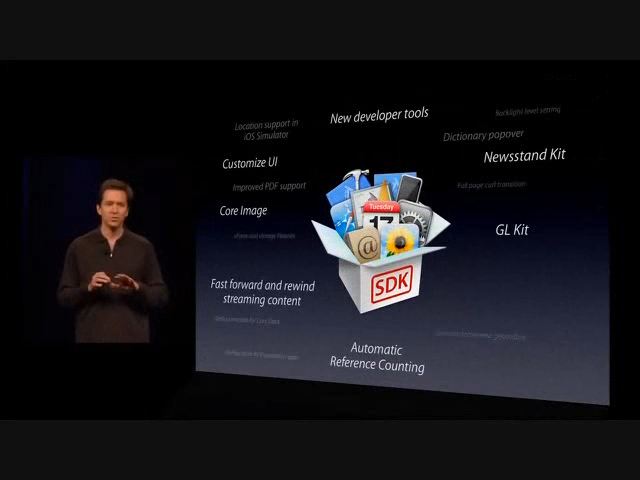 Location support in
iOS Simulator
New developer tools
Backlight level setting
Dictionary popover
Customize UI
Newsstand Kit
Improved PDF support
Full page curl transition
Core Image
Tuesday
17
GL Kit
@
SDK
Fast forward and rewind
streaming content
Automatic
Reference Counting